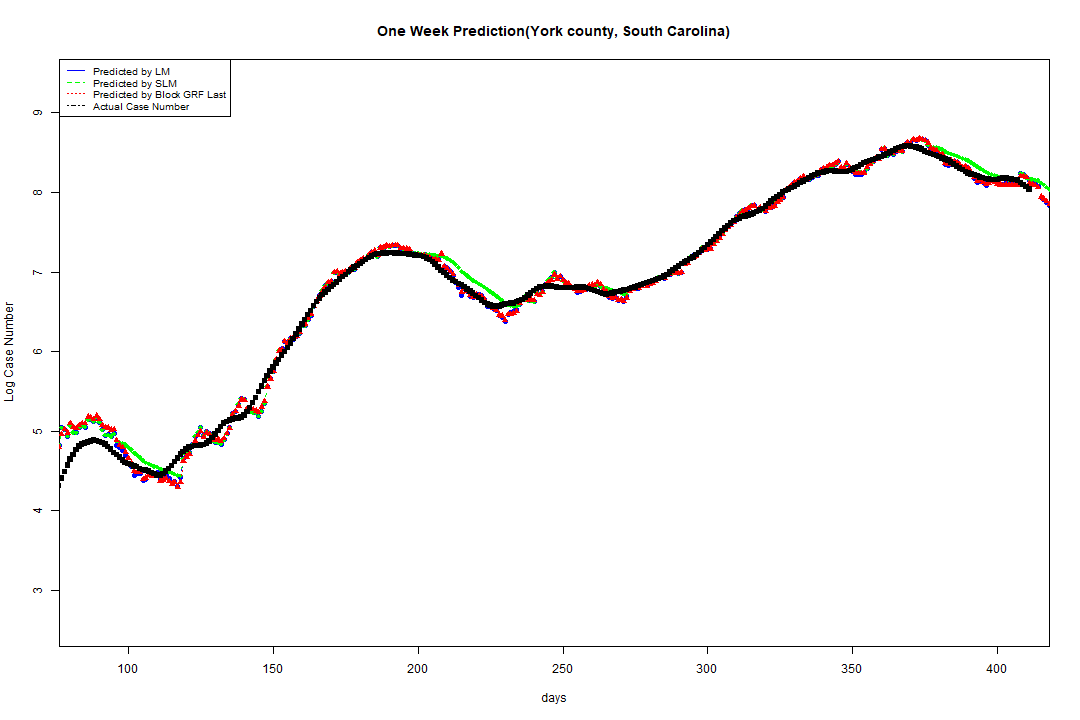 One Week Prediction(York county, South Carolina)
Predicted by LM
Predicted by SLM
Predicted by Block GRF Last
Actual Case Number
9
8
7
6
5
4
3
Log Case Number
100 150 200 250 300 350 400
days